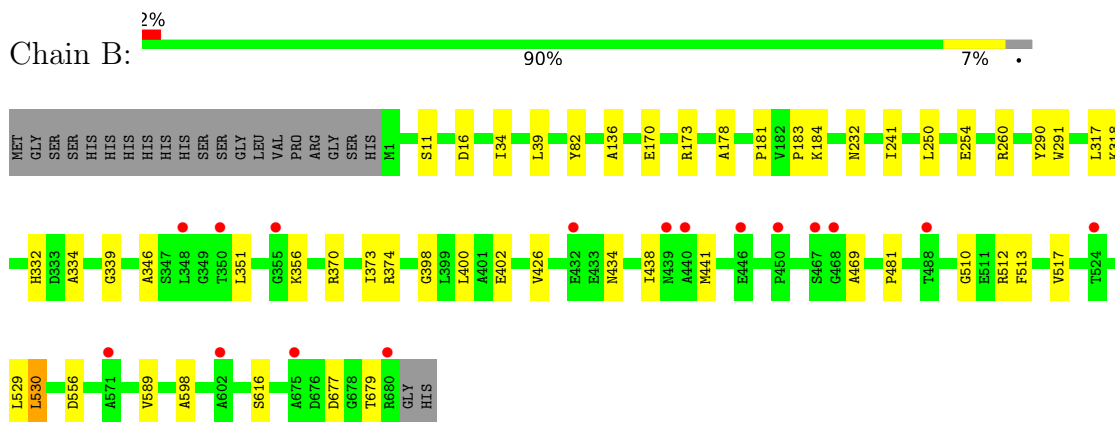 2%
Chain B:
90% 7% •
MET GLY SER SER HIS HIS HIS HIS HIS HIS SER SER GLY LEU VAL PRO ARG GLY SER HIS M1 S11 D16 I34 L39 Y82 A136 E170 R173 A178 P181 V182 P183 K184 N232 I241 L250 E254 R260 Y290 W291 L317 K318
H332 D333 A334 G339 A346 S347 L348 G349 T350 L351 G355 K356 R370 I373 R374 G398 L399 L400 A401 E402 V426 E432 E433 N434 I438 N439 A440 M441 E446 P450 S467 G468 A469 P481 T488 G510 E511 R512 F513 V517 T524
L529 L530 D556 A571 V589 A598 A602 S616 A675 D676 D677 G678 T679 R680 GLY HIS